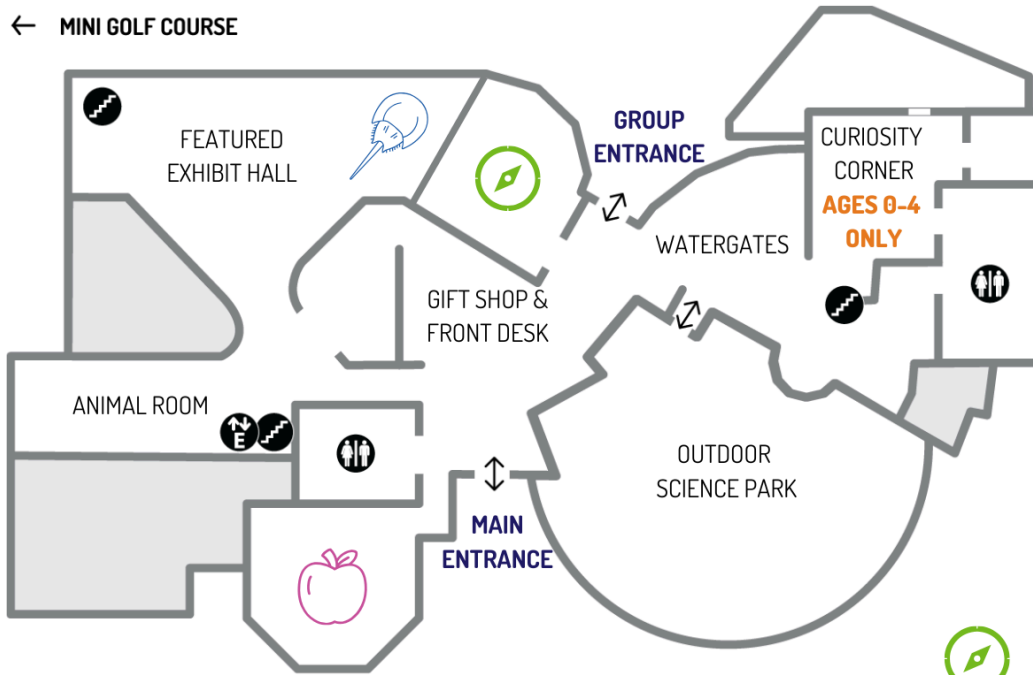 ← MINI GOLF COURSE
FEATURED
EXHIBIT HALL
GROUP
ENTRANCE
CURIOSITY
CORNER
AGES 0-4
ONLY
WATERGATES
GIFT SHOP &
FRONT DESK
ANIMAL ROOM
E
OUTDOOR
SCIENCE PARK
MAIN
ENTRANCE